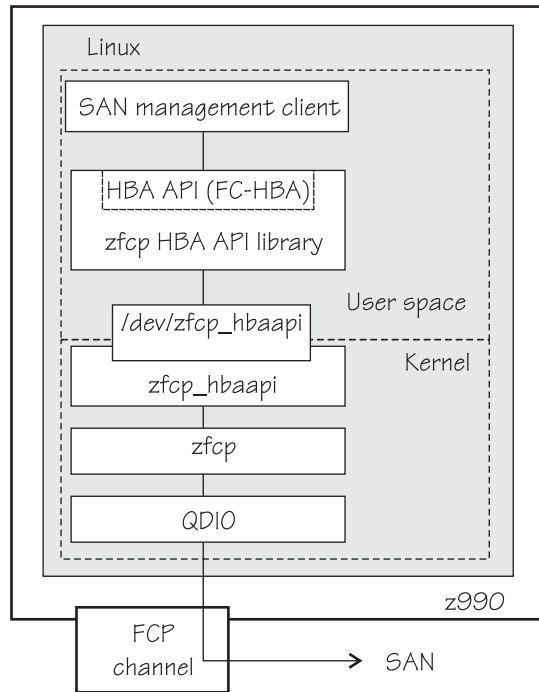 Linux
SAN management client
HBA API (FC-HBA)
zfcp HBA API library
User space
/dev/zfcp_hbaapi
Kernel
zfcp_hbaapi
zfcp
QDIO
z990
FCP
channel
SAN